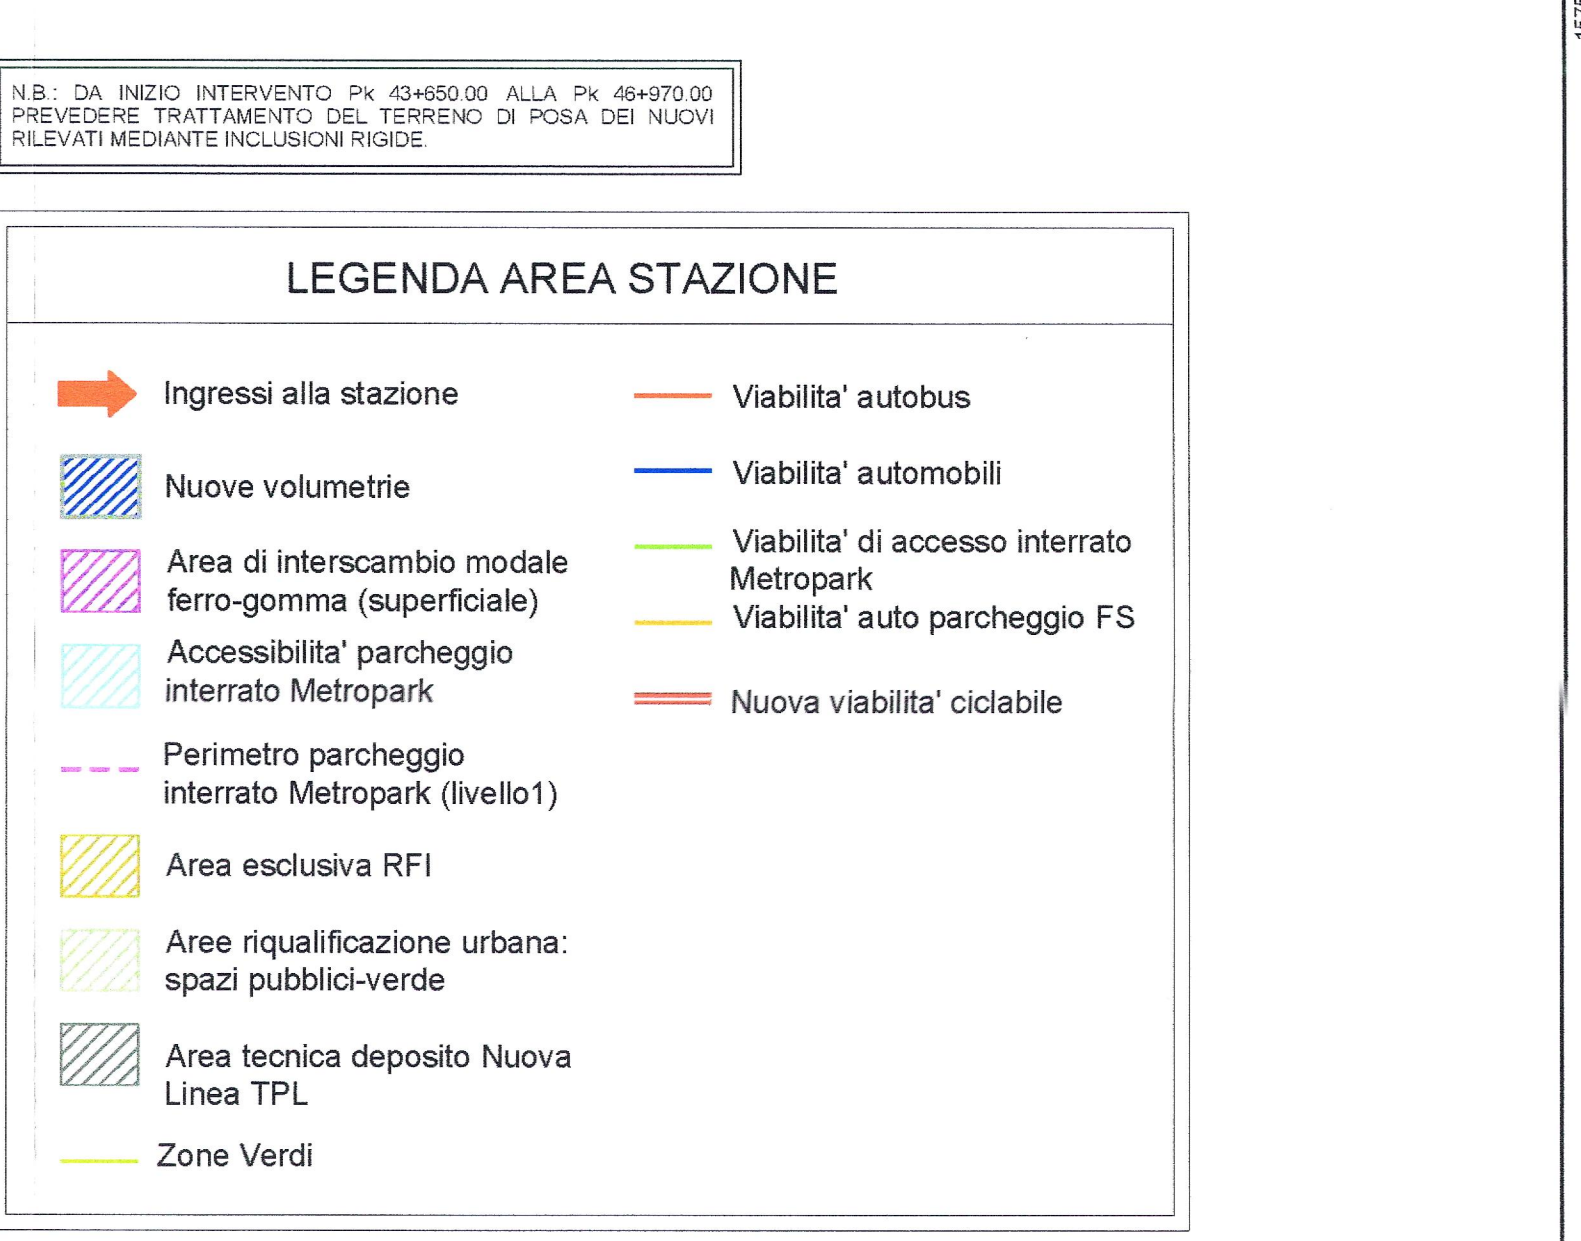 N.B.: DA INIZIO INTERVENTO Pk 43+650.00 ALLA Pk 46+970.00
PREVEDERE TRATTAMENTO DEL TERRENO DI POSA DEI NUOVI
RILEVATI MEDIANTE INCLUSIONI RIGIDE.
LEGENDA AREA STAZIONE
Ingressi alla stazione
Nuove volumetrie
Area di interscambio modale
ferro-gomma (superficiale)
Accessibilita' parcheggio
interrato Metropark
Perimetro parcheggio
interrato Metropark (livello1)
Area esclusiva RFI
Aree riqualificazione urbana:
spazi pubblici-verde
Area tecnica deposito Nuova
Linea TPL
Zone Verdi
Viabilita' autobus
Viabilita' automobili
Viabilita' di accesso interrato
Metropark
Viabilita' auto parcheggio FS
Nuova viabilita' ciclabile